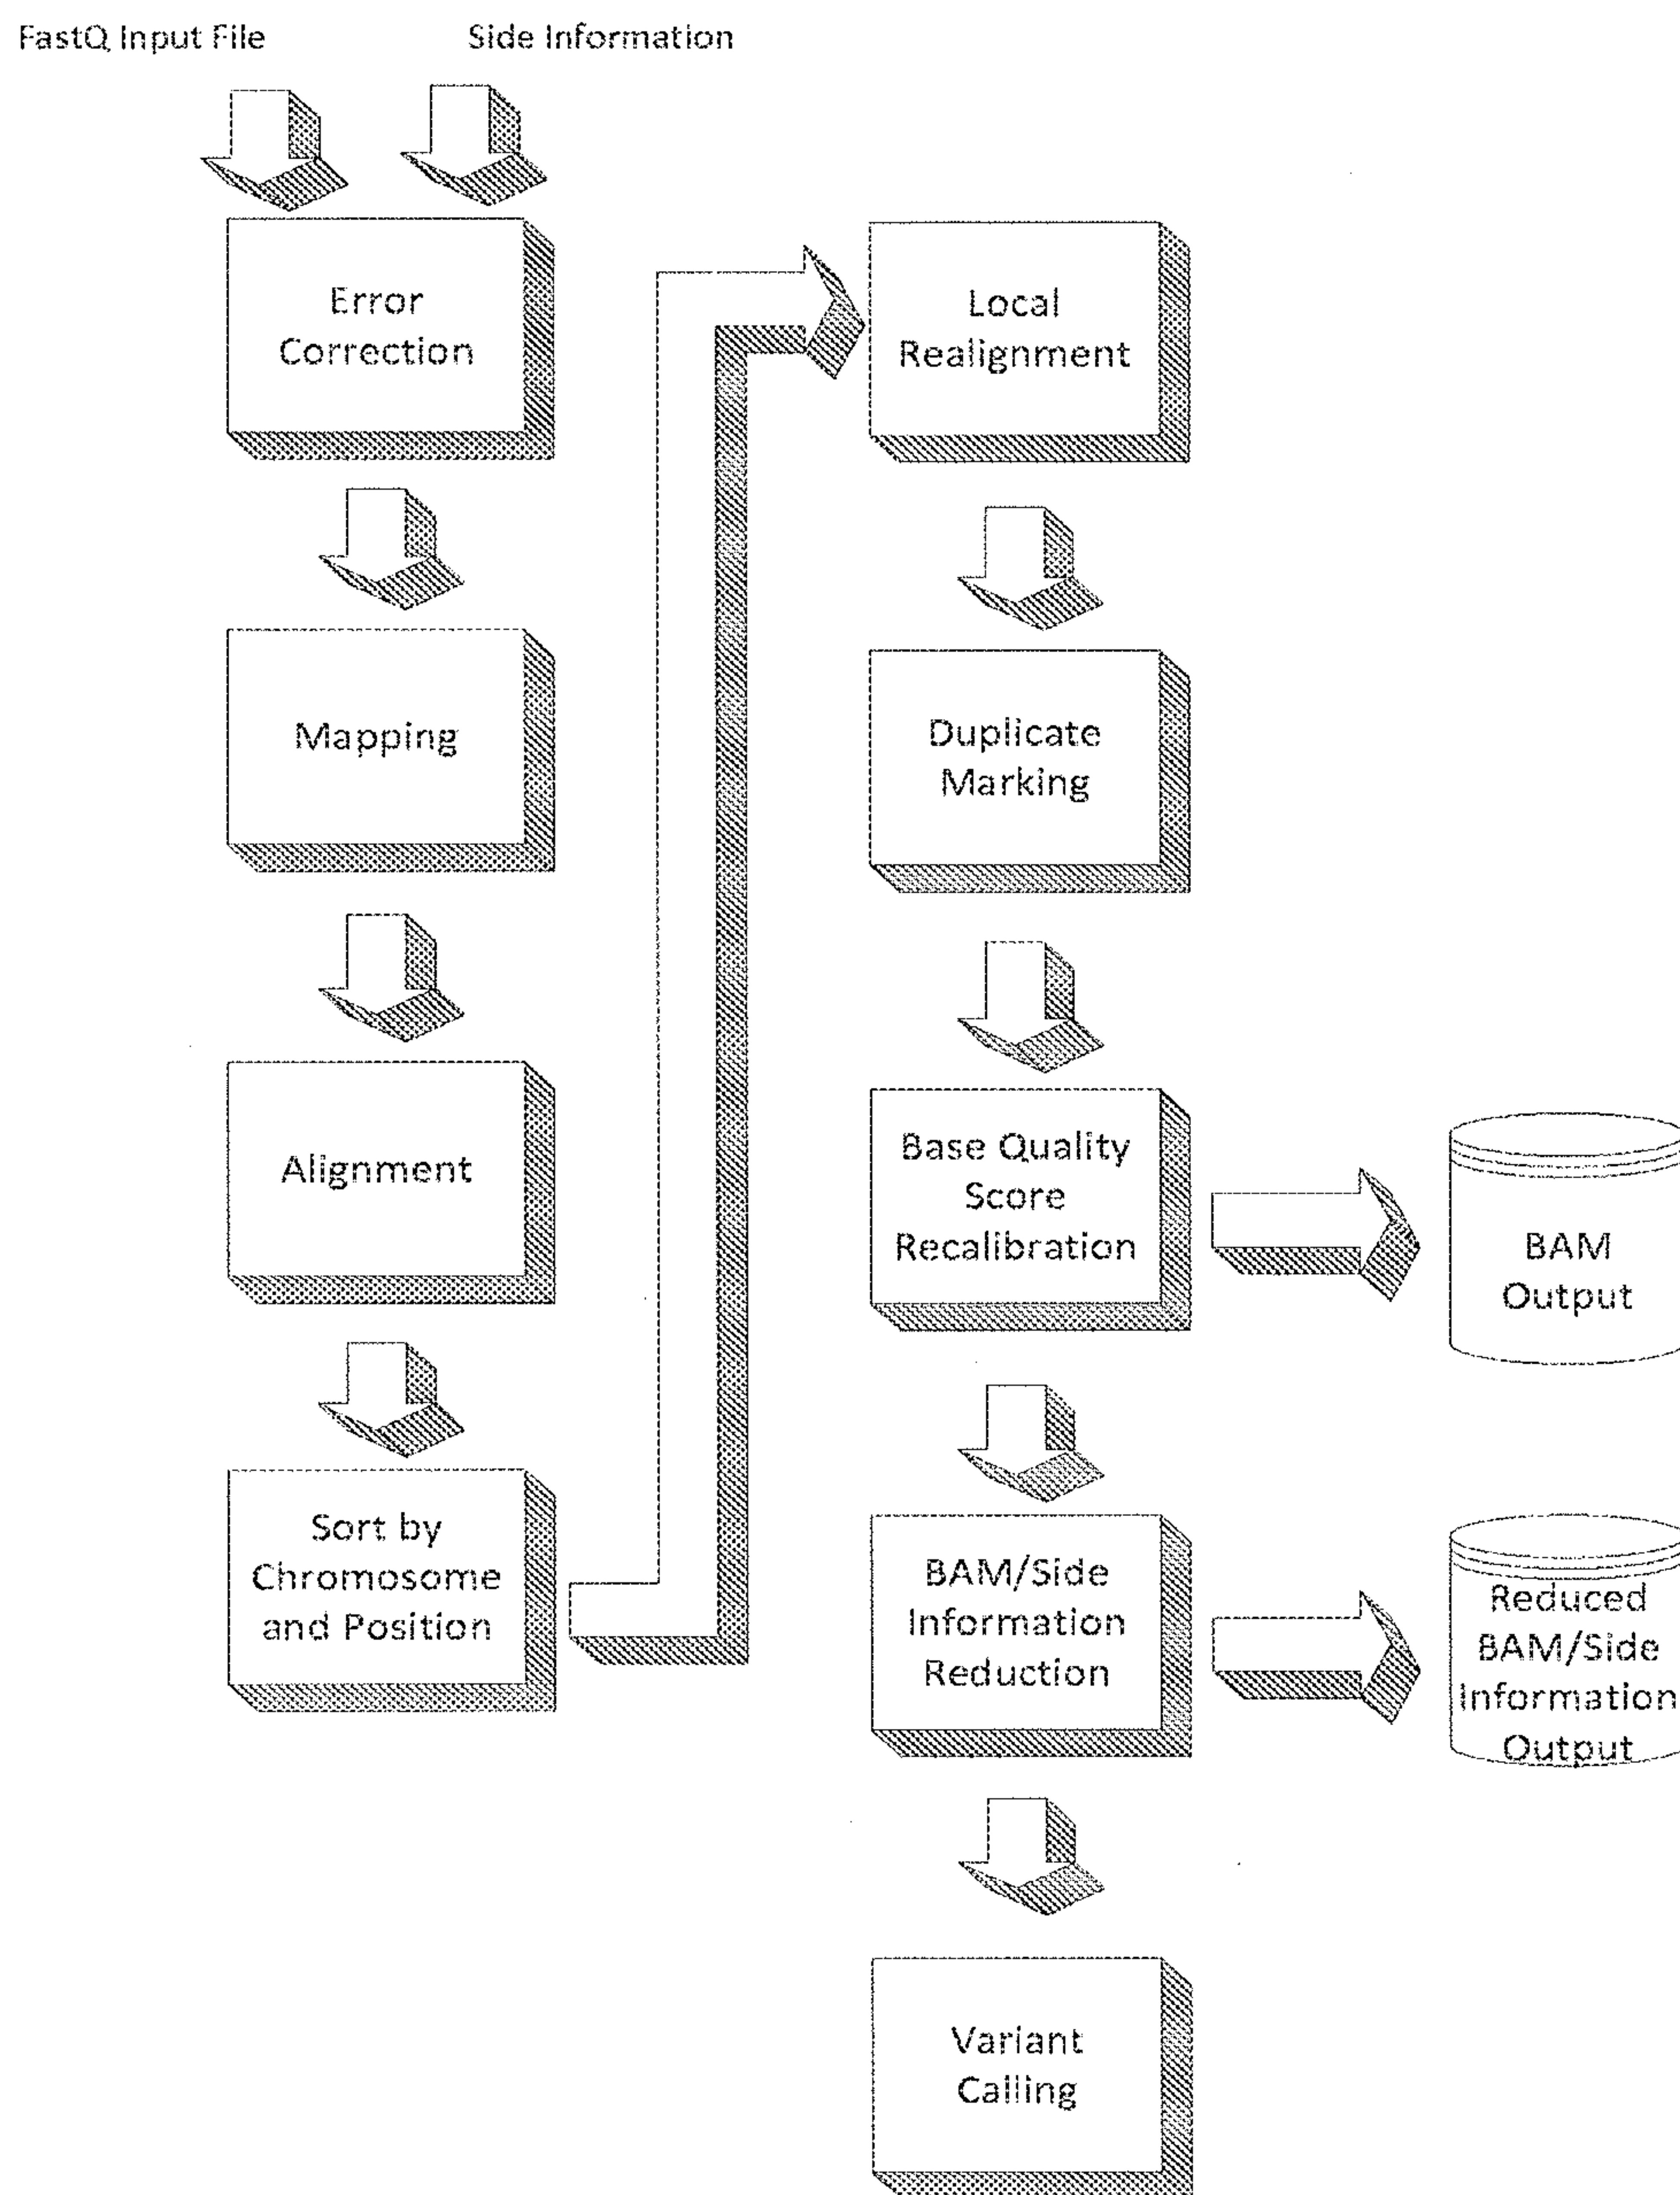 FastQ Input File
Side Information
Error
Correction
Mapping
Alignment
Sort by
Chromosome
and Position
Local
Realignment
Duplicate
Marking
Base Quality
Score
Recalibration
BAM
Output
BAM/Side
Information
Reduction
Reduced
BAM/Side
Information
Output
Variant
Calling